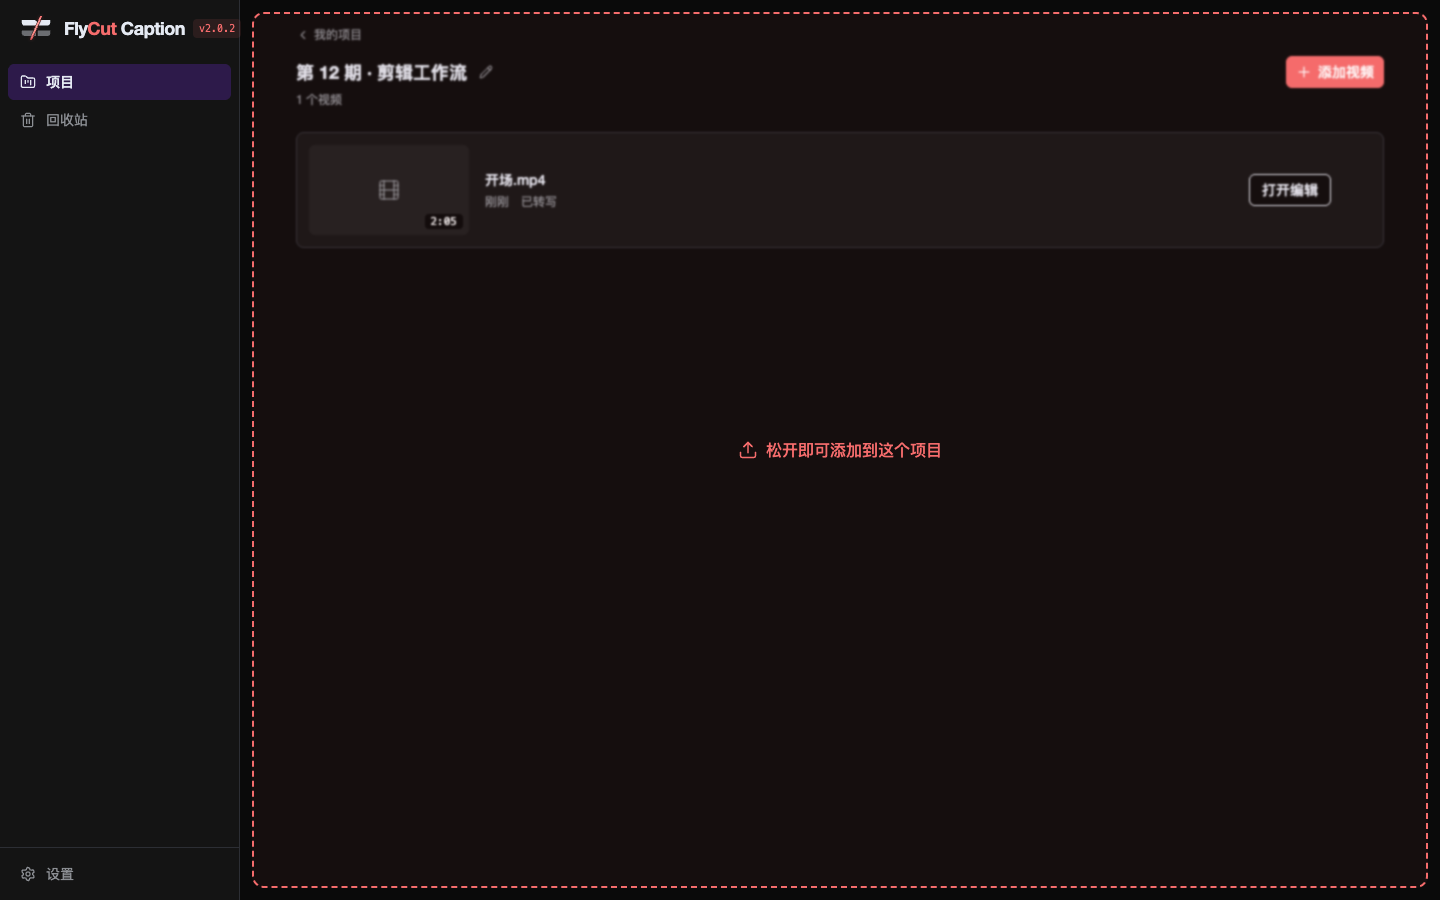 FlyCut Caption v2.0.2
项目
回收站
设置
我的项目
第 12 期 · 剪辑工作流
1 个视频
添加视频
2:05
开场.mp4
刚刚 已转写
打开编辑
松开即可添加到这个项目